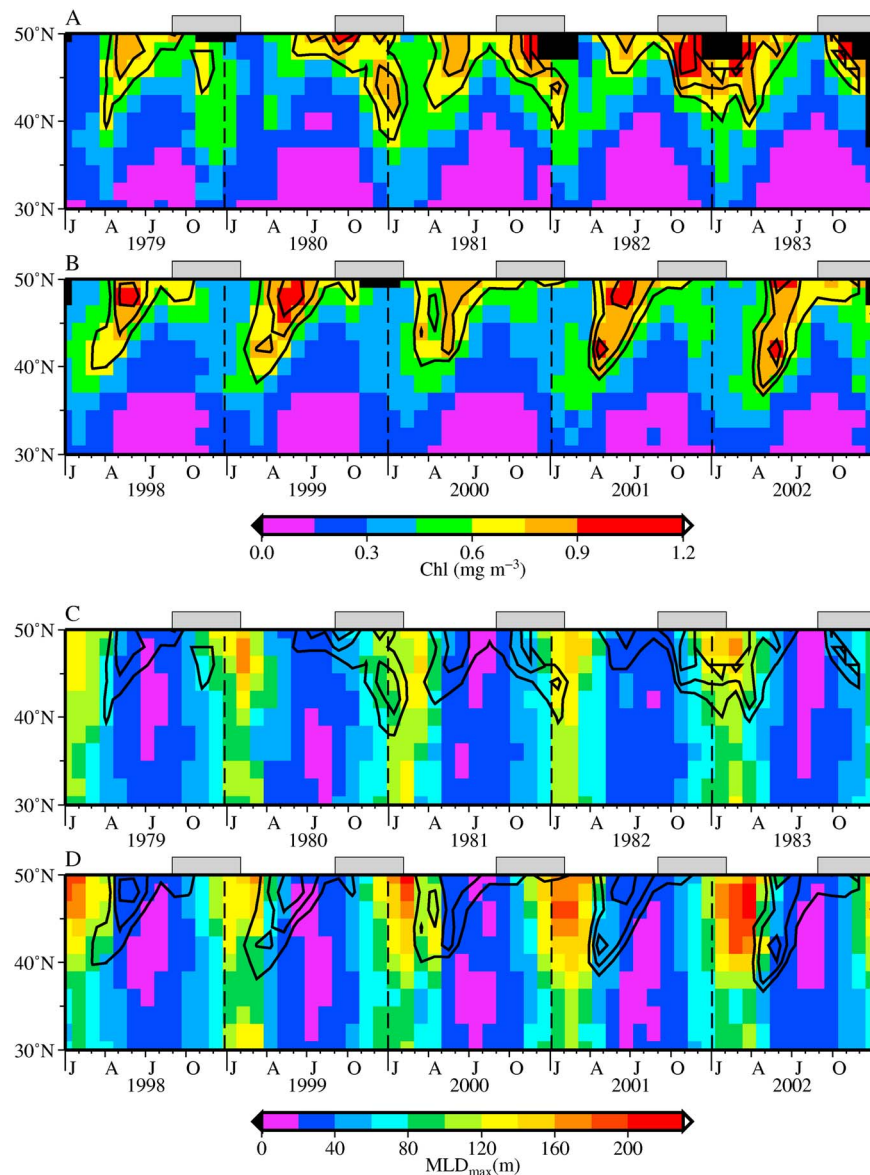 A
50°N
40°N
30°N
J A J O J A J O J A J O J A J O J A J O
1979 1980 1981 1982 1983
B
50°N
40°N
30°N
J A J O J A J O J A J O J A J O J A J O
1998 1999 2000 2001 2002
0.0 0.3 0.6 0.9 1.2
Chl (mg m⁻³)
C
50°N
40°N
30°N
J A J O J A J O J A J O J A J O J A J O
1979 1980 1981 1982 1983
D
50°N
40°N
30°N
J A J O J A J O J A J O J A J O J A J O
1998 1999 2000 2001 2002
0 40 80 120 160 200
MLDmax(m)